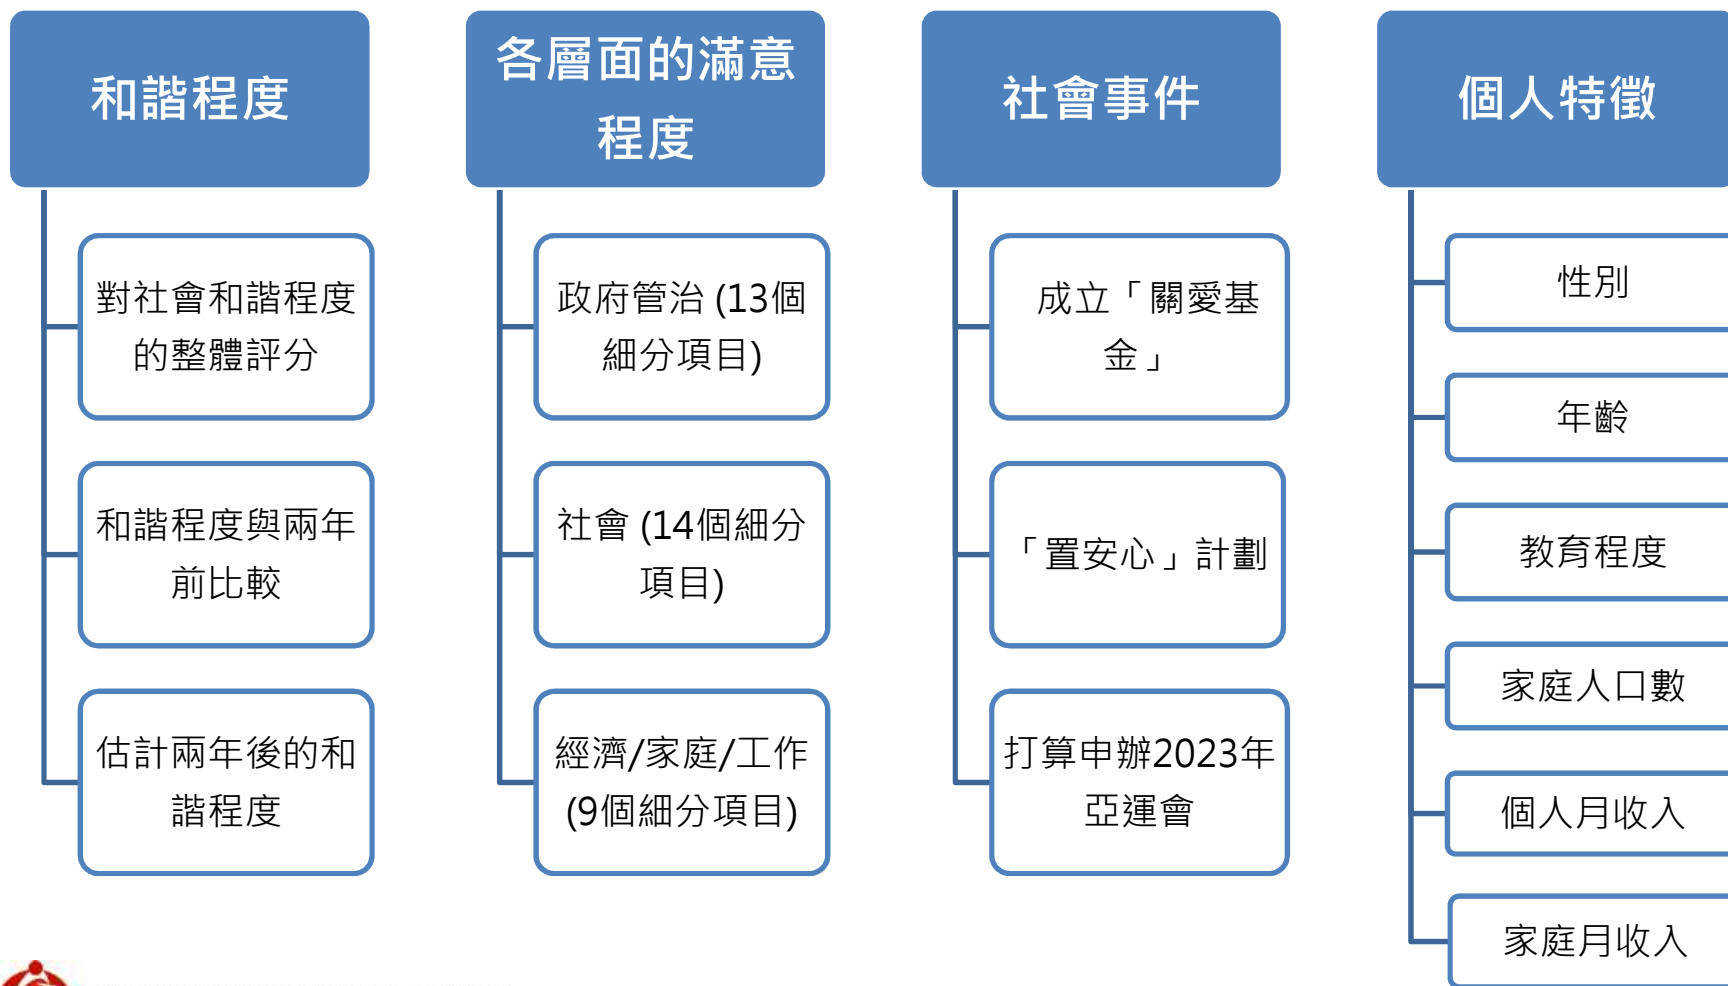 和諧程度
對社會和諧程度
的整體評分
和諧程度與兩年
前比較
估計兩年後的和
諧程度
各層面的滿意
程度
政府管治 (13個
細分項目)
社會 (14個細分
項目)
經濟/家庭/工作
(9個細分項目)
社會事件
成立「關愛基
金」
「置安心」計劃
打算申辦2023年
亞運會
個人特徵
性別
年齡
教育程度
家庭人口數
個人月收入
家庭月收入